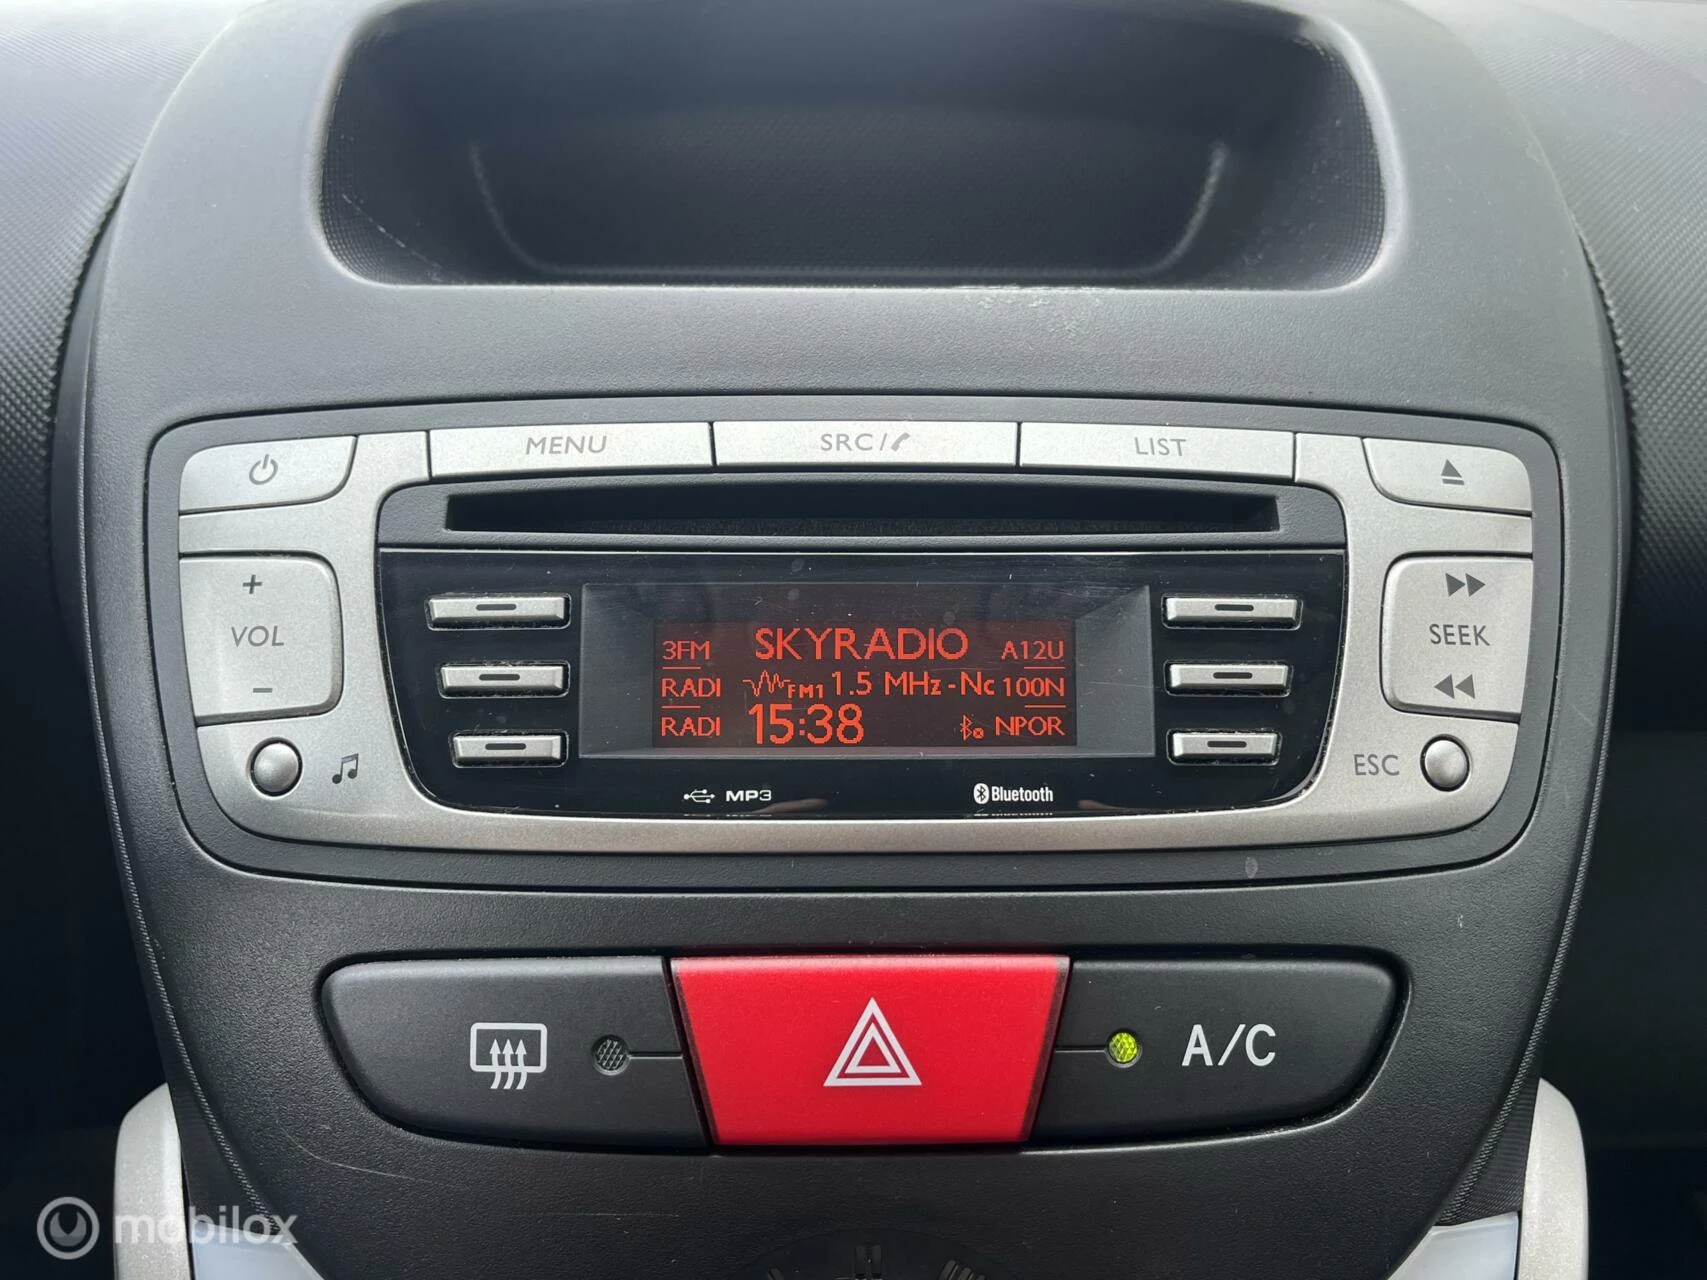 MENU SRC/ LIST
+
VOL
-
SEEK
ESC
3FM SKYRADIO A12U
RADI FM1 1.5 MHz -Nc 100N
RADI 15:38 NPOR
MP3 Bluetooth
A/C
mobilox